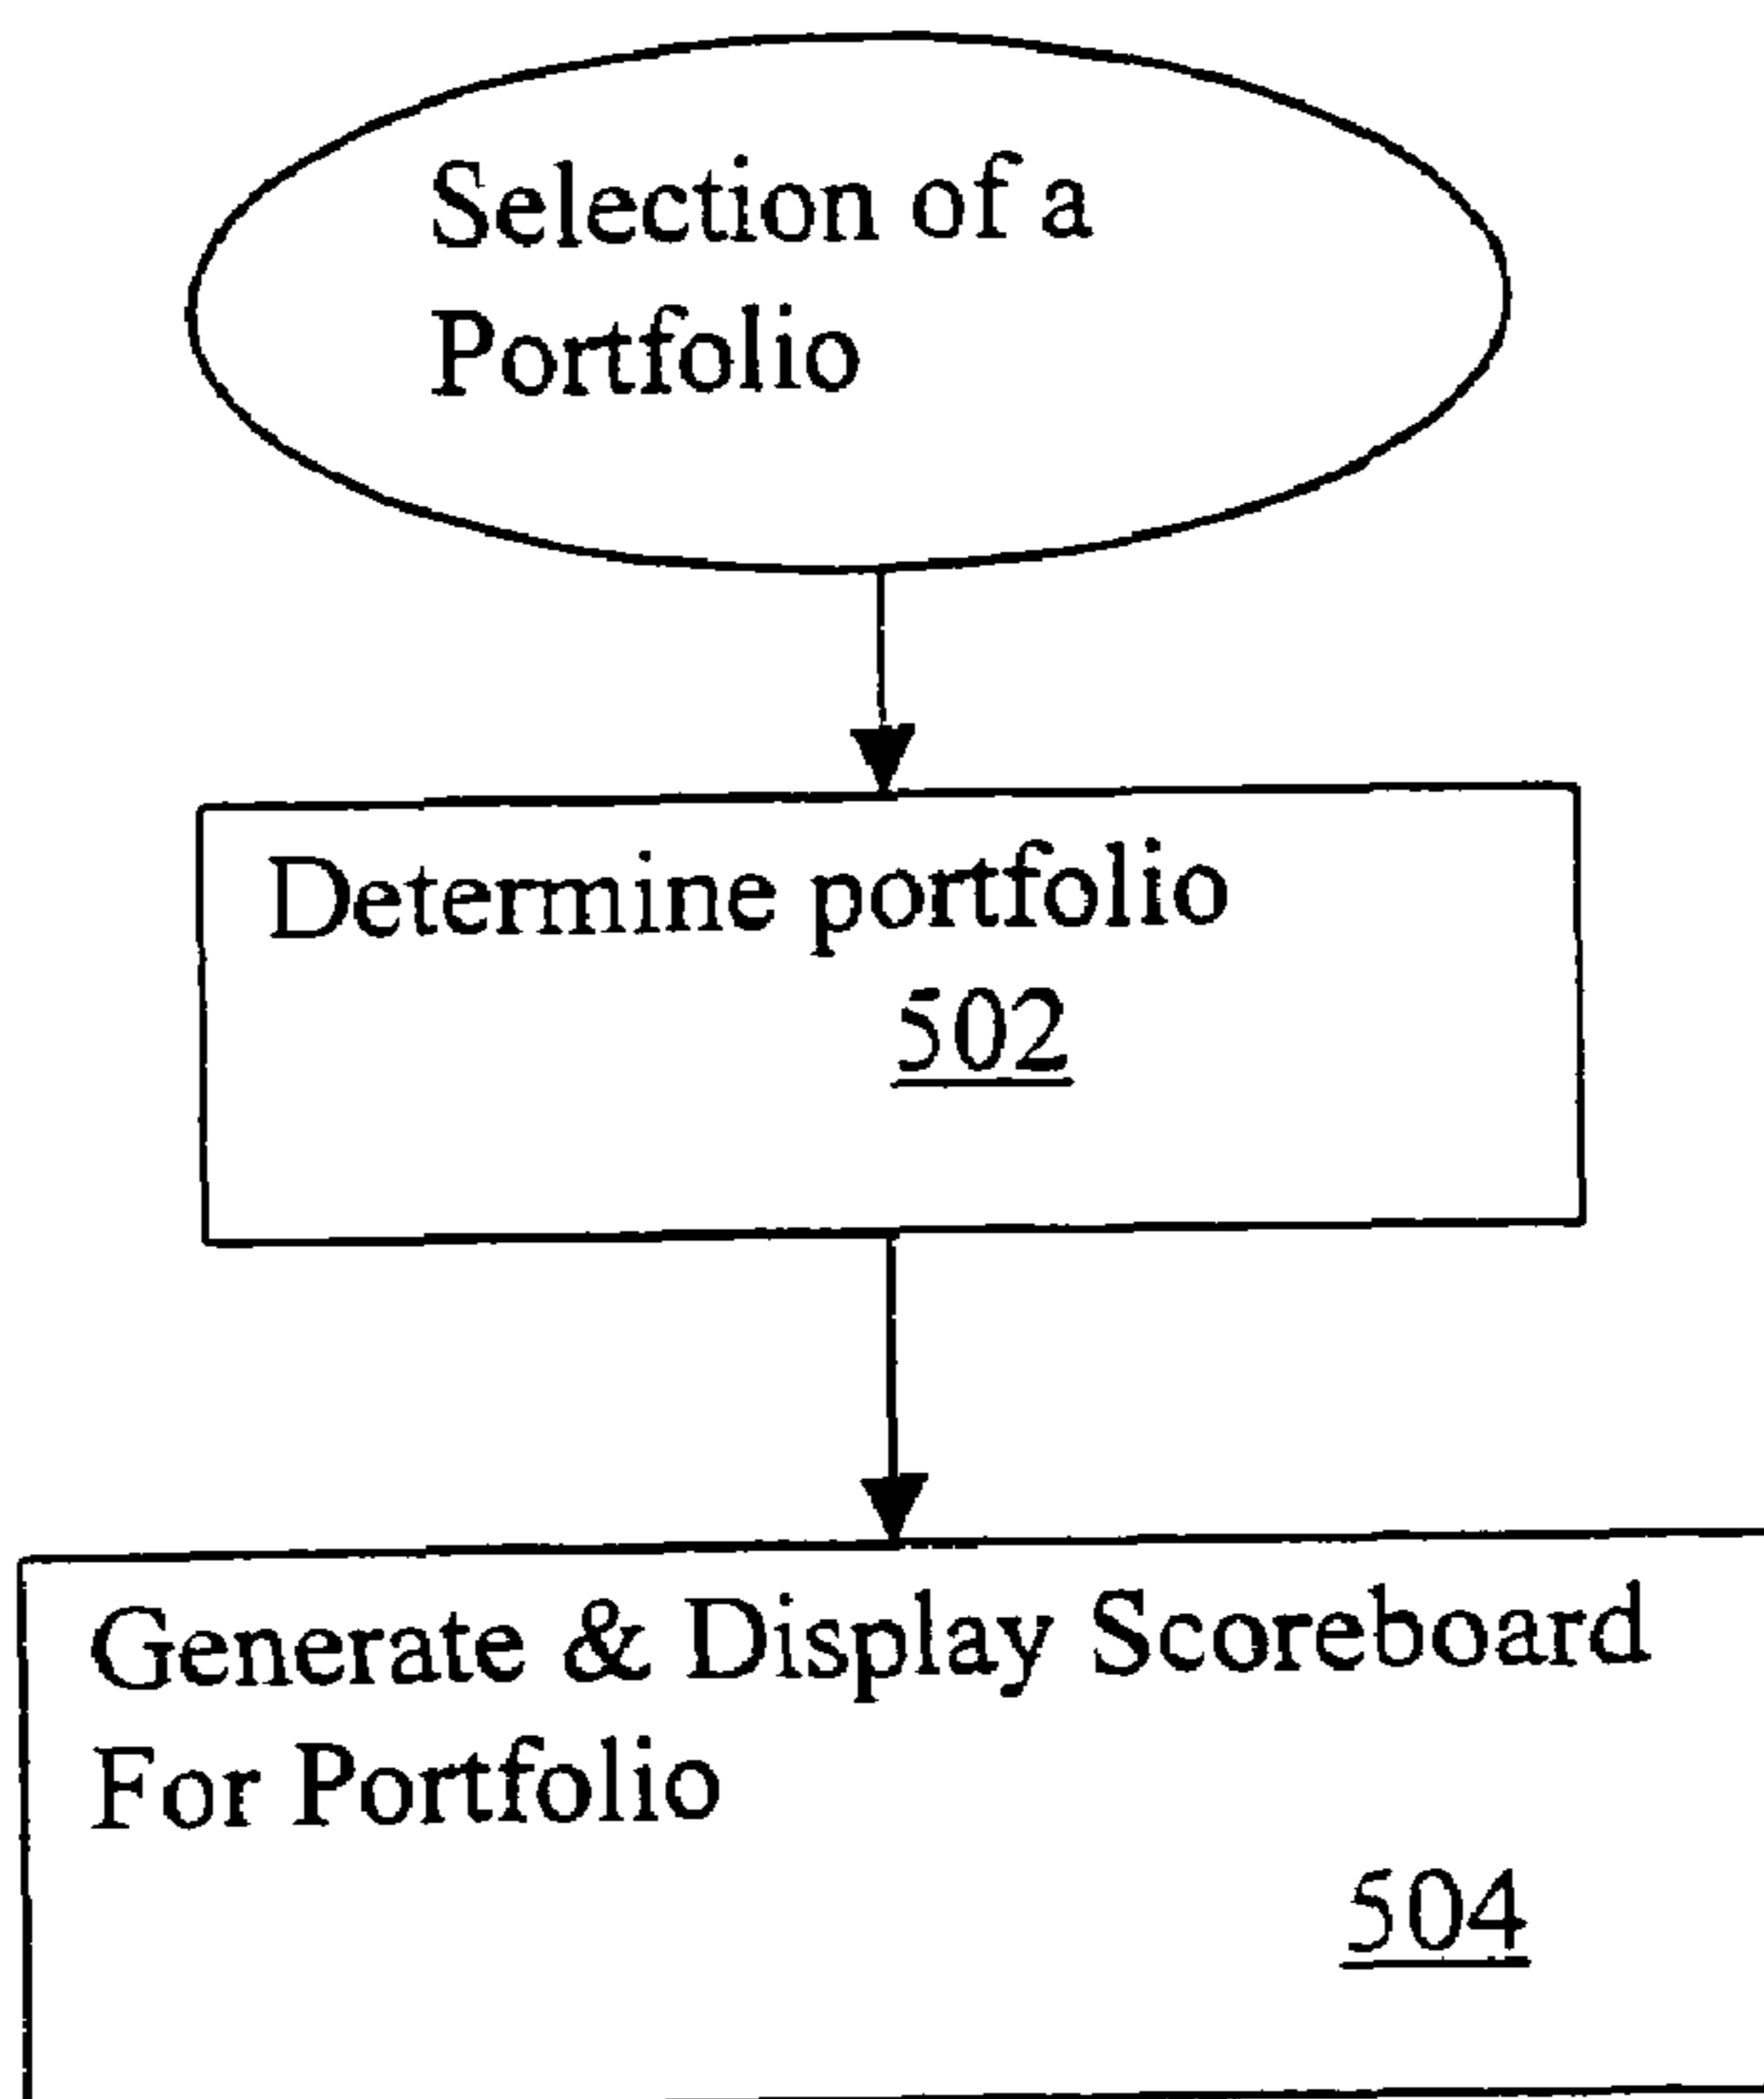 Selection of a
Portfolio
Determine portfolio
502
Generate & Display Scoreboard
For Portfolio
504